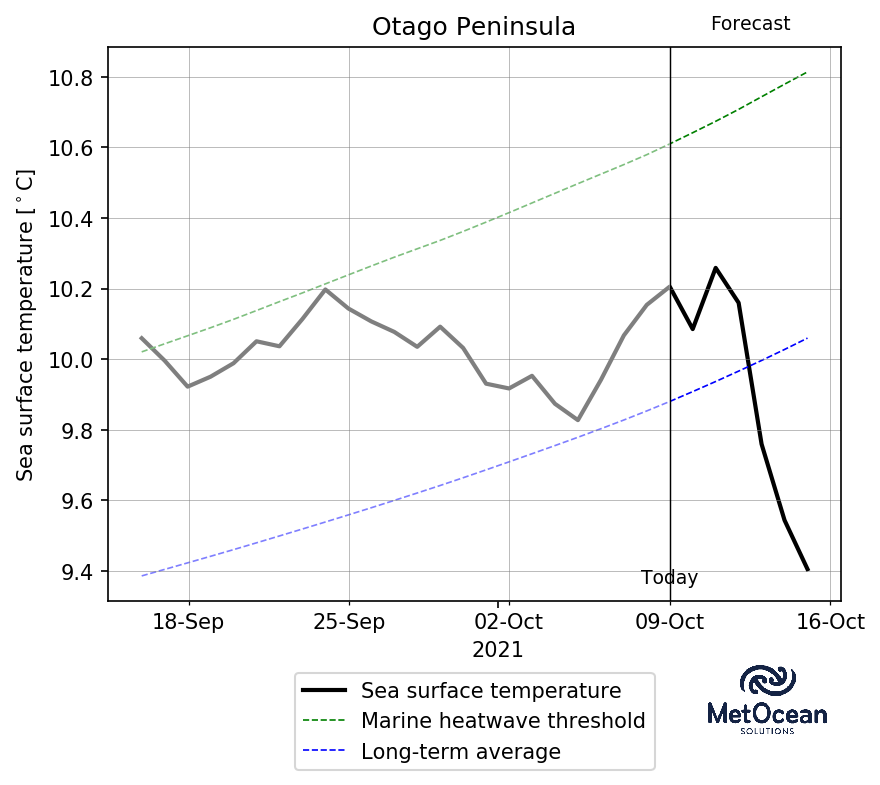 Otago Peninsula
Forecast
Sea surface temperature [°C]
10.8
10.6
10.4
10.2
10.0
9.8
9.6
9.4
Today
18-Sep 25-Sep 02-Oct 09-Oct 16-Oct
2021
Sea surface temperature
Marine heatwave threshold
Long-term average
MetOcean
SOLUTIONS